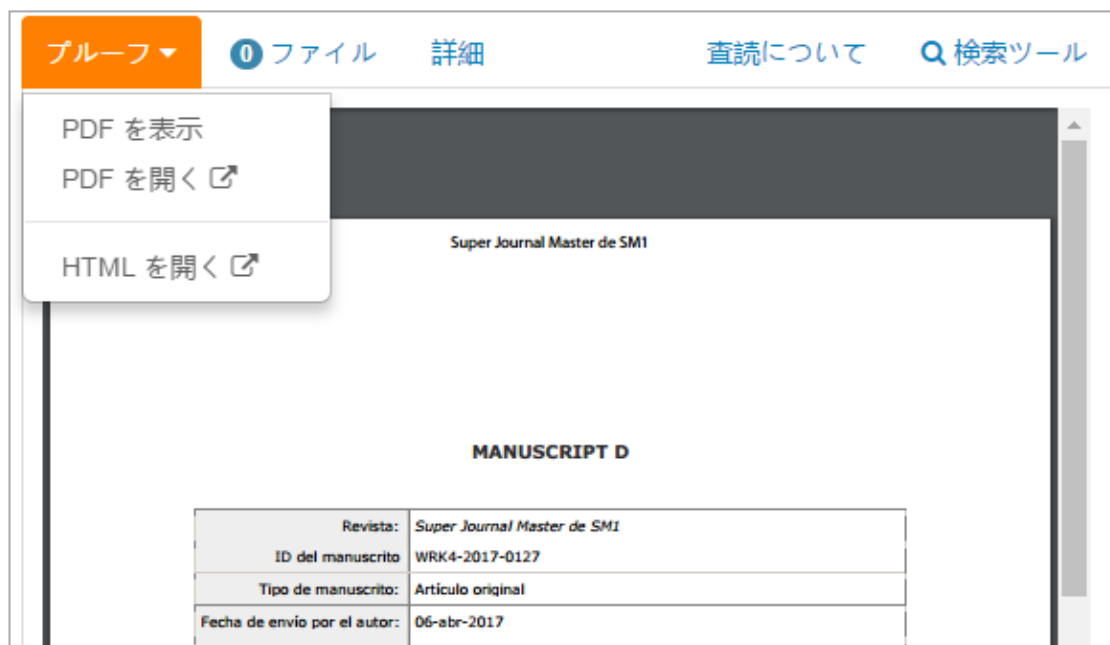 プルーフ 0 ファイル 詳細 査読について 検索ツール
PDF を表示
PDF を開く
HTML を開く
Super Journal Master de SM1
MANUSCRIPT D
Revista: Super Journal Master de SM1
ID del manuscrito WRK4-2017-0127
Tipo de manuscrito: Artículo original
Fecha de envío por el autor: 06-abr-2017